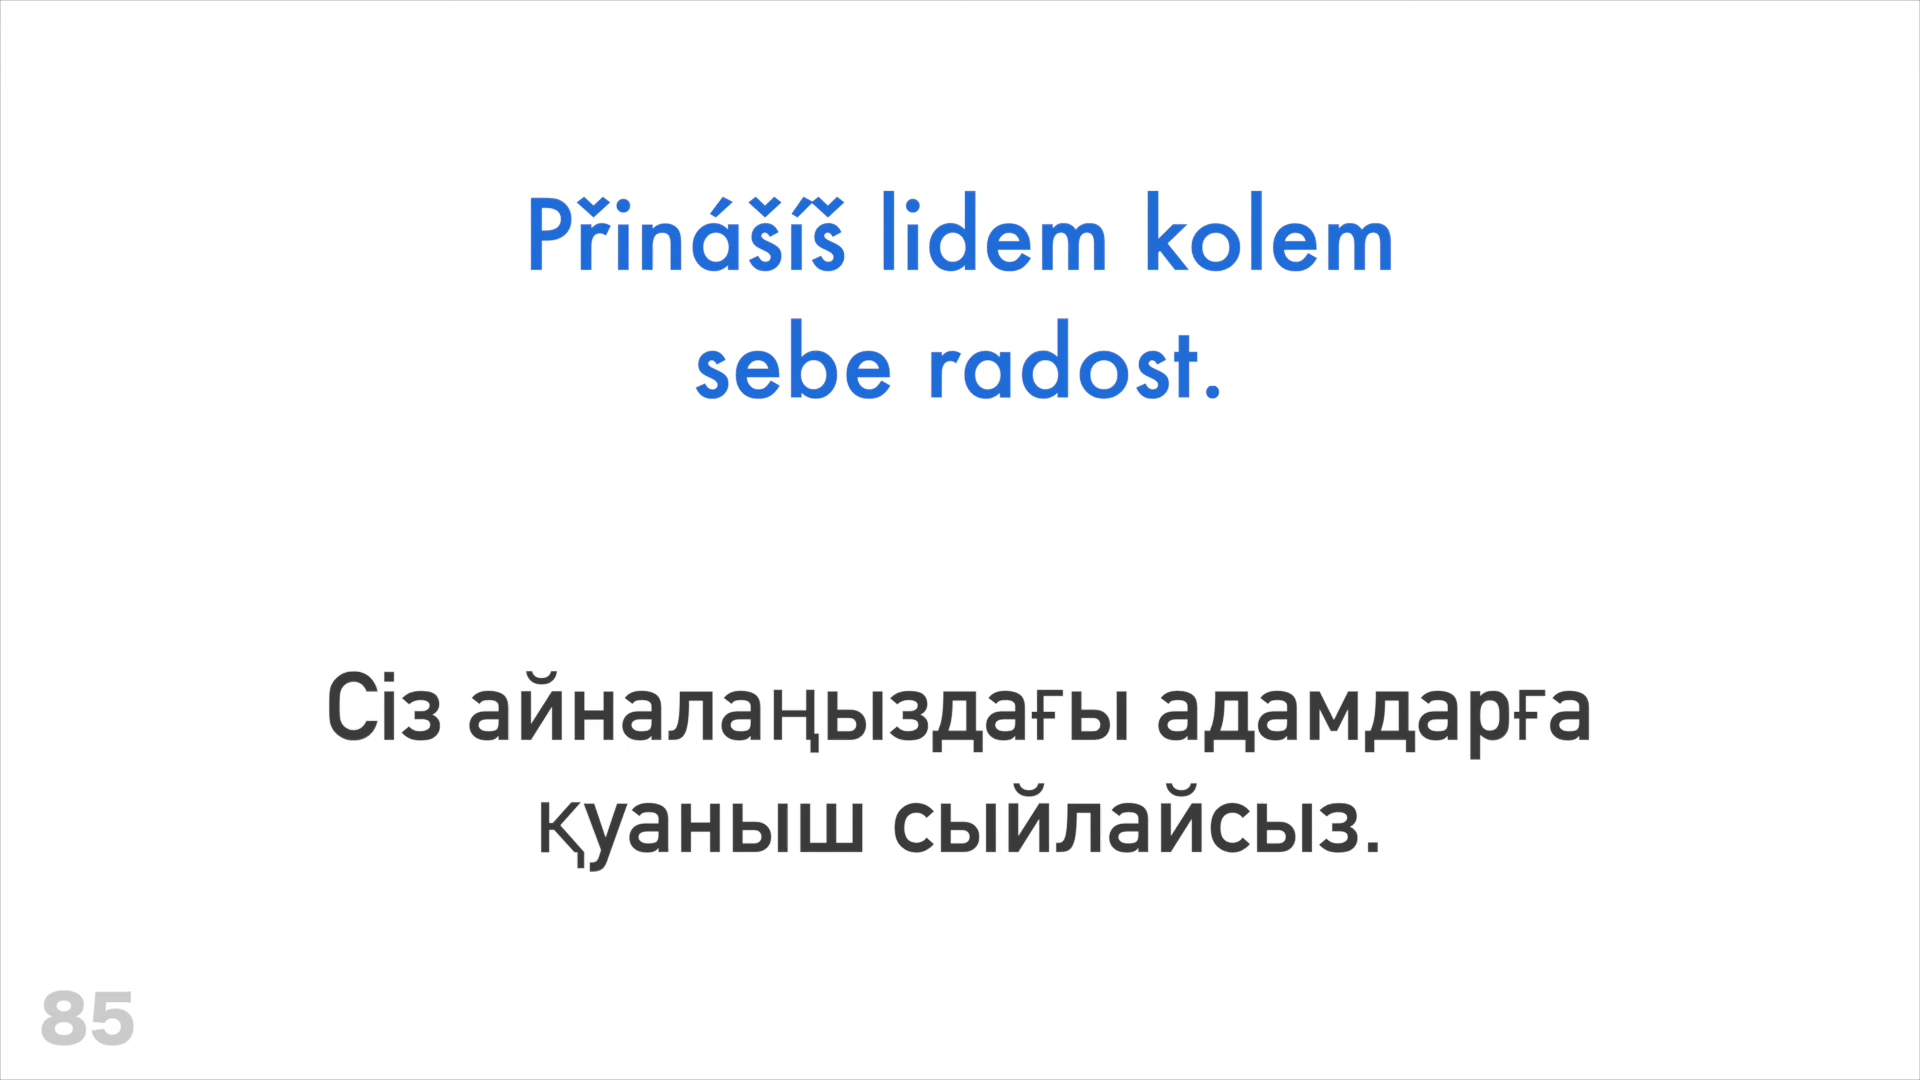 Přinášíš lidem kolem
sebe radost.
Сіз айналаңыздағы адамдарға
қуаныш сыйлайсыз.
85